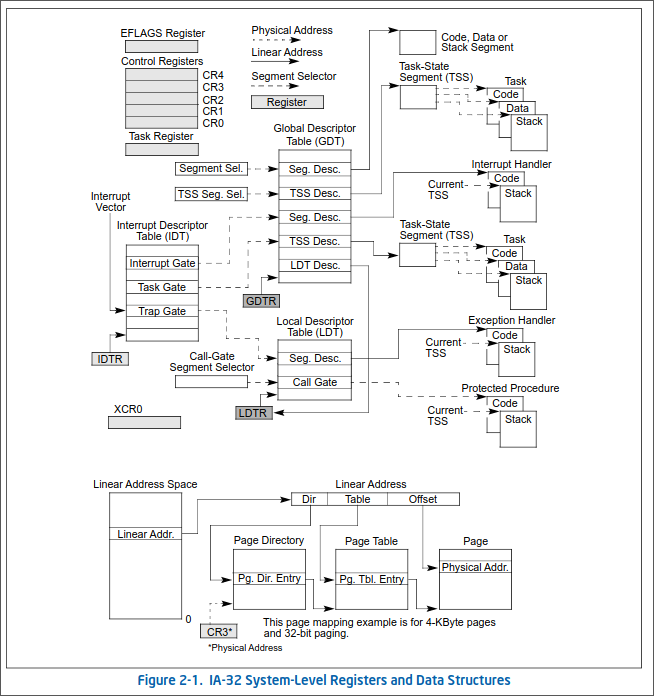 EFLAGS Register
Control Registers
CR4
CR3
CR2
CR1
CR0
Task Register
Physical Address
Linear Address
Segment Selector
Register
Code, Data or
Stack Segment
Task-State
Segment (TSS)
Task
Code
Data
Stack
Global Descriptor
Table (GDT)
Segment Sel.
Seg. Desc.
TSS Seg. Sel.
TSS Desc.
Interrupt Handler
Code
Current
TSS
Stack
Interrupt
Vector
Seg. Desc.
Interrupt Descriptor
Table (IDT)
Task-State
Segment (TSS)
Task
Code
Data
Stack
TSS Desc.
Interrupt Gate
LDT Desc.
Task Gate
GDTR
Trap Gate
Local Descriptor
Table (LDT)
Exception Handler
Code
Current
TSS
Stack
IDTR
Call-Gate
Segment Selector
Seg. Desc.
Call Gate
Protected Procedure
Code
Current
TSS
Stack
XCR0
LDTR
Linear Address Space
Linear Address
Dir
Table
Offset
Linear Addr.
Page Directory
Page Table
Page
Physical Addr.
Pg. Dir. Entry
Pg. Tbl. Entry
0
CR3*
This page mapping example is for 4-KByte pages
and 32-bit paging.
*Physical Address
Figure 2-1. IA-32 System-Level Registers and Data Structures